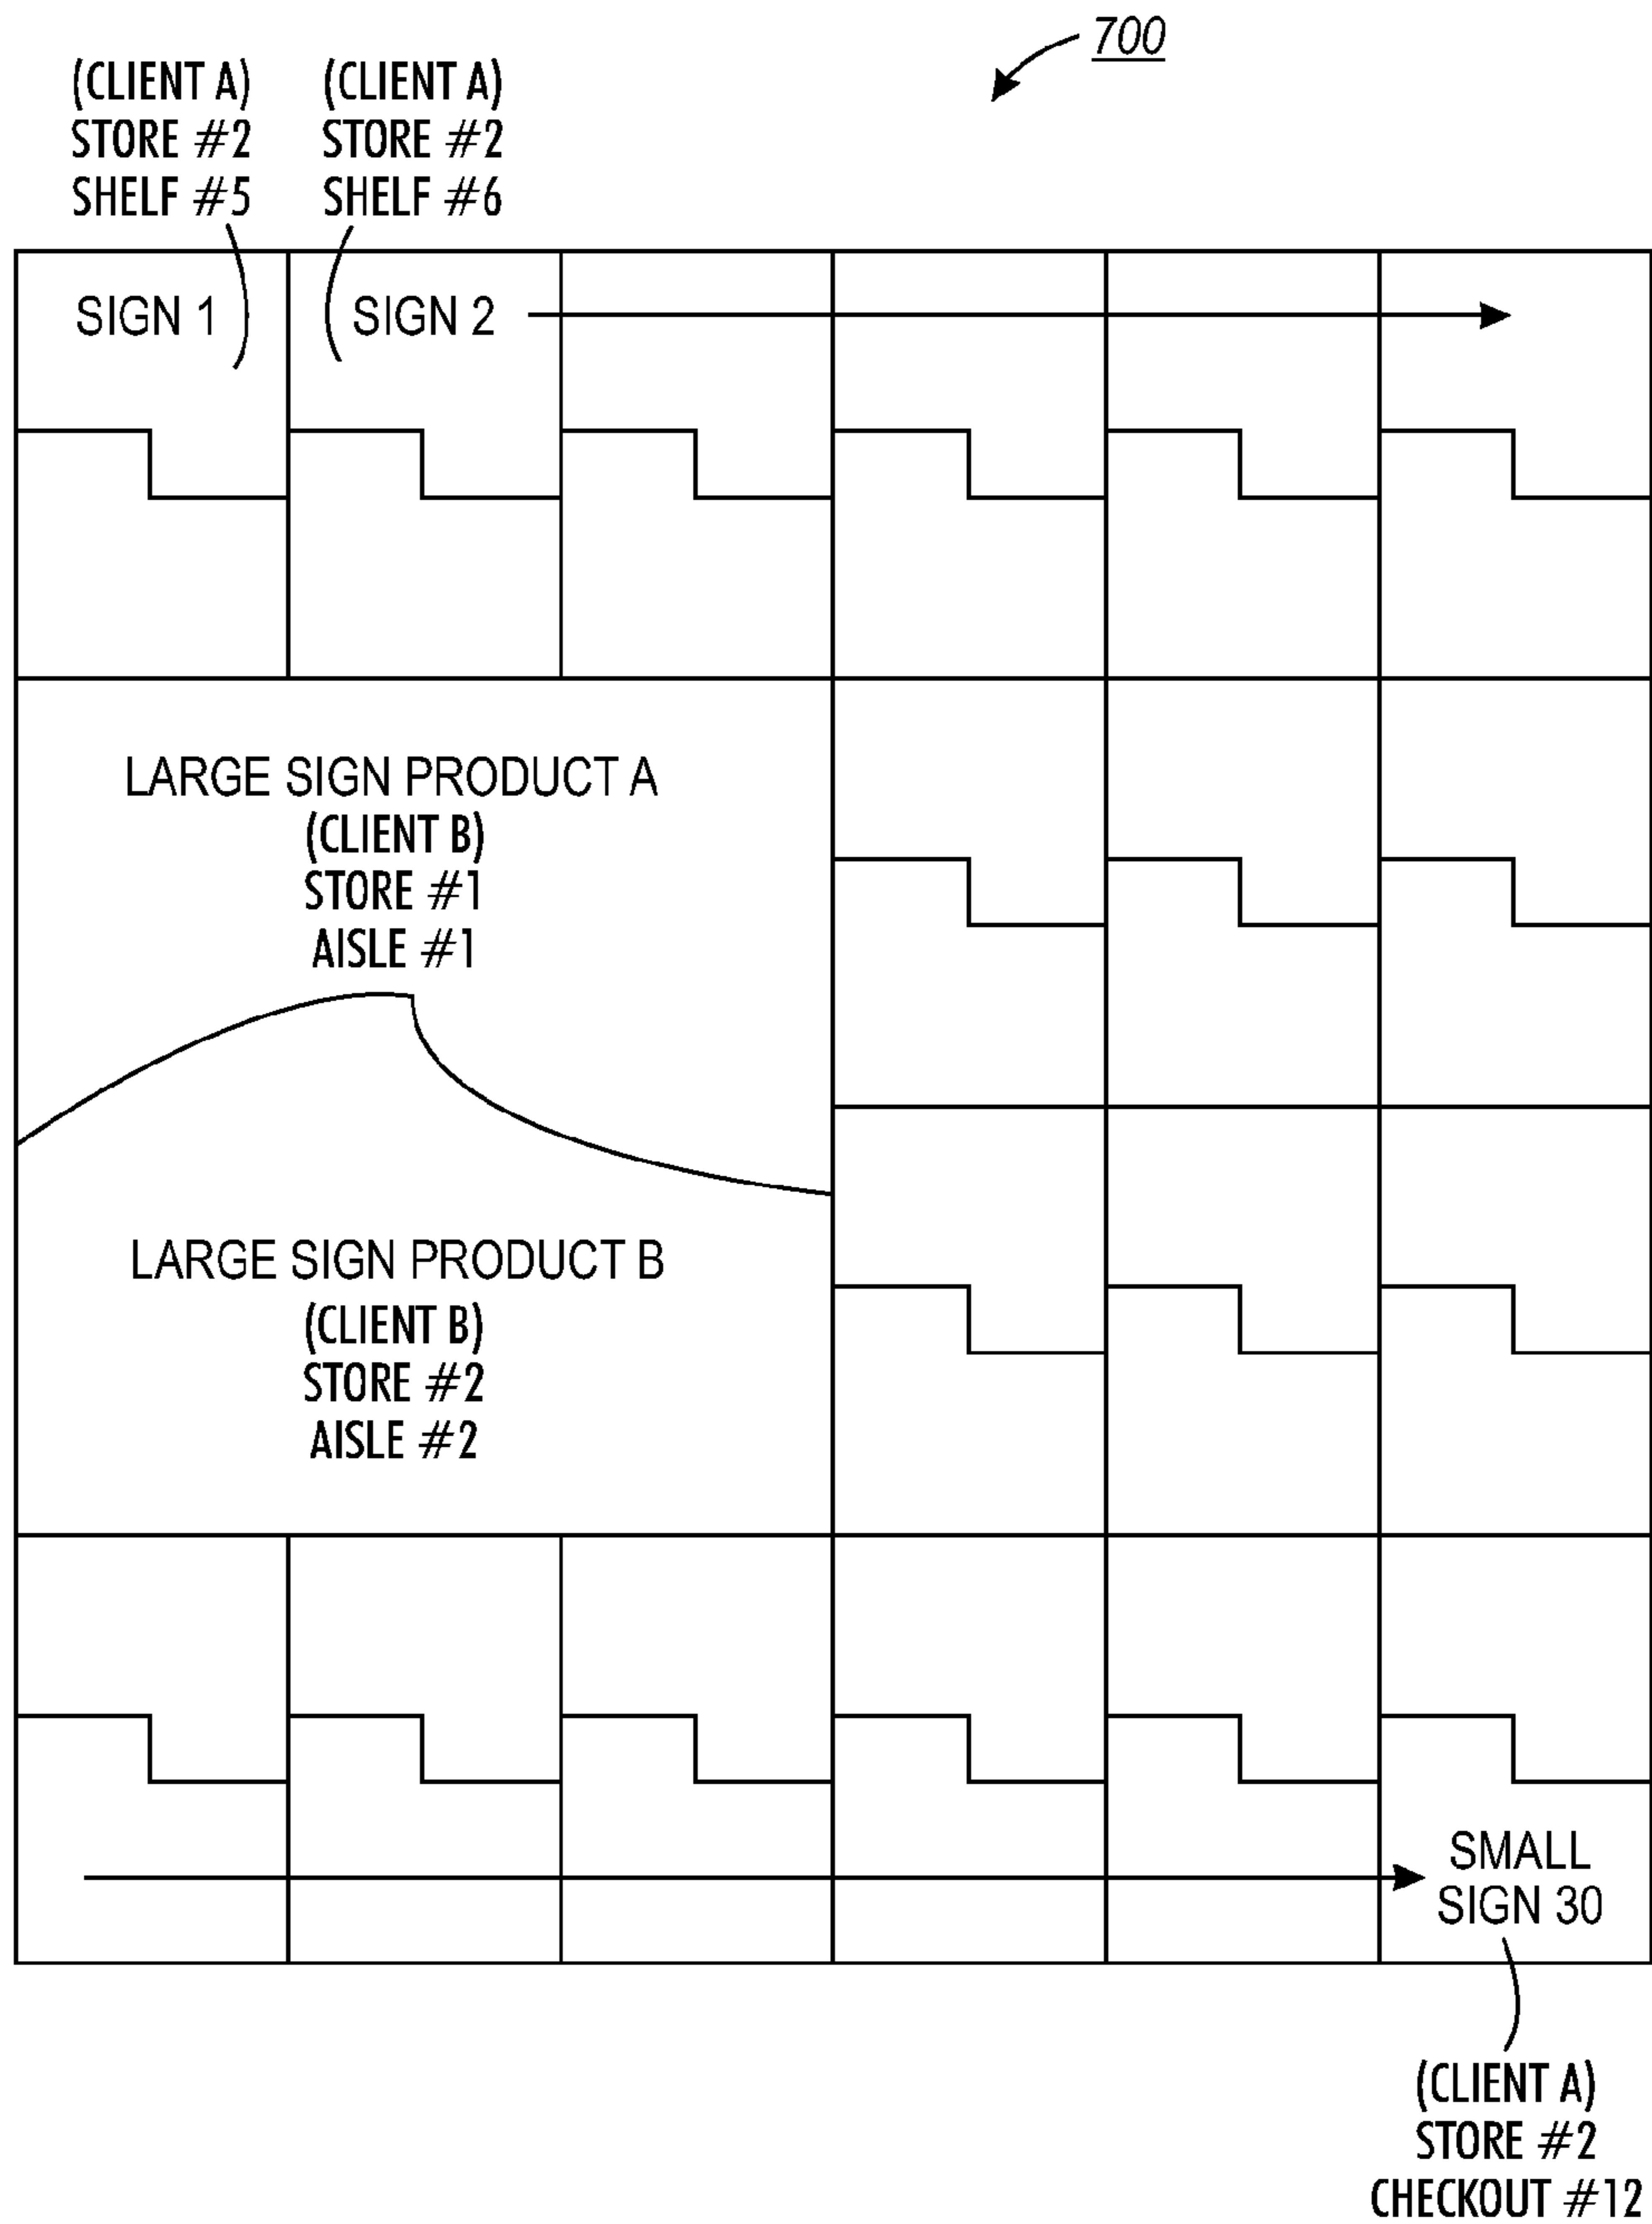 700
(CLIENT A)
STORE #2
SHELF #5
(CLIENT A)
STORE #2
SHELF #6
SIGN 1
SIGN 2
LARGE SIGN PRODUCT A
(CLIENT B)
STORE #1
AISLE #1
LARGE SIGN PRODUCT B
(CLIENT B)
STORE #2
AISLE #2
SMALL
SIGN 30
(CLIENT A)
STORE #2
CHECKOUT #12